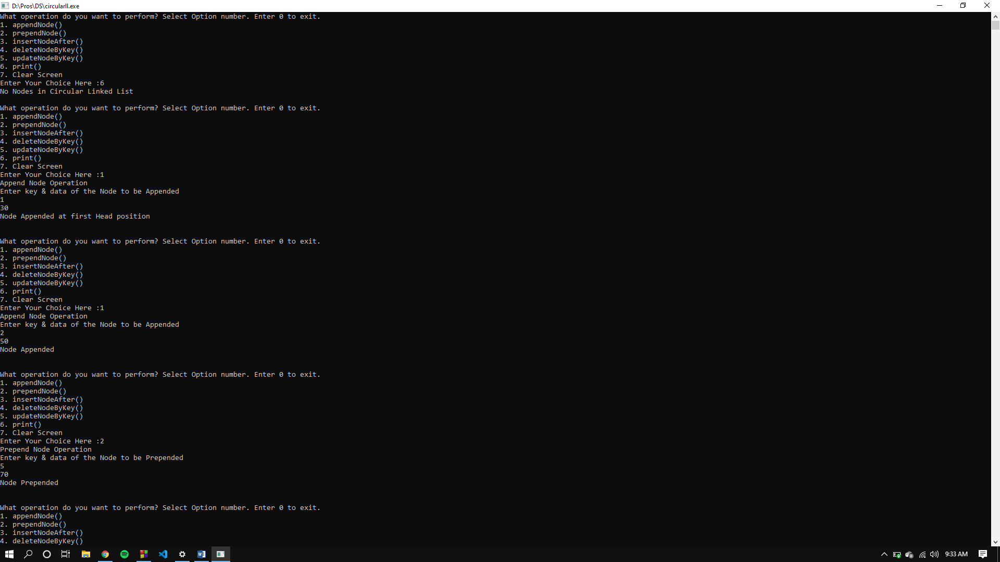 D:\Pros\DS\circularll.exe
What operation do you want to perform? Select Option number. Enter 0 to exit.
1. appendNode()
2. prependNode()
3. insertNodeAfter()
4. deleteNodeByKey()
5. updateNodeByKey()
6. print()
7. Clear Screen
Enter Your Choice Here :6
No Nodes in Circular Linked List
What operation do you want to perform? Select Option number. Enter 0 to exit.
1. appendNode()
2. prependNode()
3. insertNodeAfter()
4. deleteNodeByKey()
5. updateNodeByKey()
6. print()
7. Clear Screen
Enter Your Choice Here :1
Append Node Operation
Enter key & data of the Node to be Appended
1
30
Node Appended at first Head position
What operation do you want to perform? Select Option number. Enter 0 to exit.
1. appendNode()
2. prependNode()
3. insertNodeAfter()
4. deleteNodeByKey()
5. updateNodeByKey()
6. print()
7. Clear Screen
Enter Your Choice Here :1
Append Node Operation
Enter key & data of the Node to be Appended
2
50
Node Appended
What operation do you want to perform? Select Option number. Enter 0 to exit.
1. appendNode()
2. prependNode()
3. insertNodeAfter()
4. deleteNodeByKey()
5. updateNodeByKey()
6. print()
7. Clear Screen
Enter Your Choice Here :2
Prepend Node Operation
Enter key & data of the Node to be Prepended
5
70
Node Prepended
What operation do you want to perform? Select Option number. Enter 0 to exit.
1. appendNode()
2. prependNode()
3. insertNodeAfter()
4. deleteNodeByKey()
9:33 AM